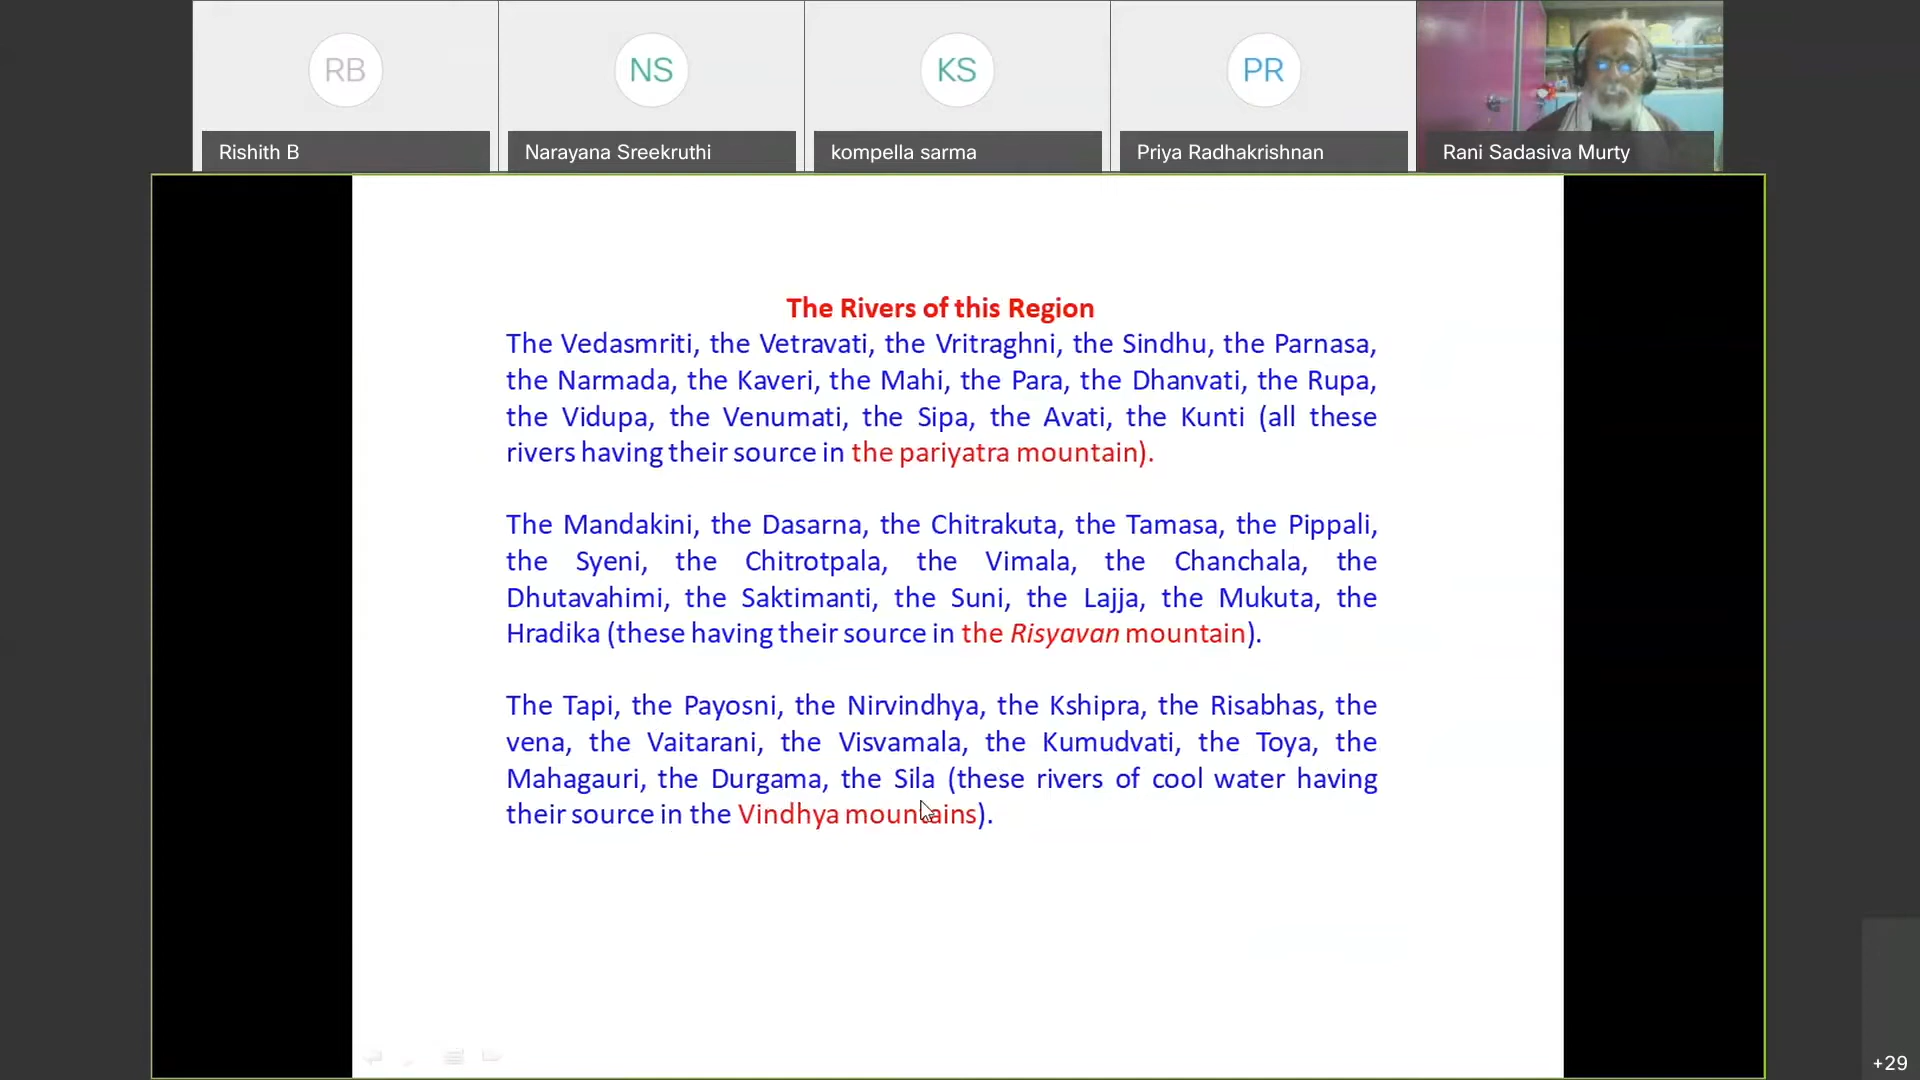 RB
NS
KS
PR
Rishith B
Narayana Sreekruthi
kompella sarma
Priya Radhakrishnan
Rani Sadasiva Murty
The Rivers of this Region
The Vedasmriti, the Vetravati, the Vritraghni, the Sindhu, the Parnasa,
the Narmada, the Kaveri, the Mahi, the Para, the Dhanvati, the Rupa,
the Vidupa, the Venumati, the Sipa, the Avati, the Kunti (all these
rivers having their source in the pariyatra mountain).
The Mandakini, the Dasarna, the Chitrakuta, the Tamasa, the Pippali,
the Syeni, the Chitrotpala, the Vimala, the Chanchala, the
Dhutavahimi, the Saktimanti, the Suni, the Lajja, the Mukuta, the
Hradika (these having their source in the Risyavan mountain).
The Tapi, the Payosni, the Nirvindhya, the Kshipra, the Risabhas, the
vena, the Vaitarani, the Visvamala, the Kumudvati, the Toya, the
Mahagauri, the Durgama, the Sila (these rivers of cool water having
their source in the Vindhya mountains).
+29